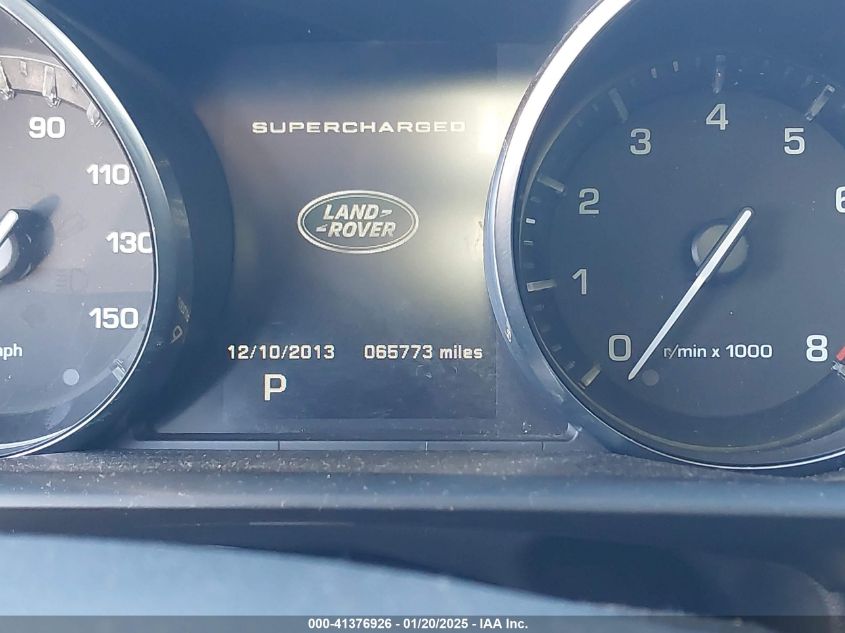 SUPERCHARGED
LAND-
-ROVER
12/10/2013 065773 miles
P
90
110
130
150
mph
0
1
2
3
4
5
6
8
r/min x 1000
000-41376926 - 01/20/2025 - IAA Inc.